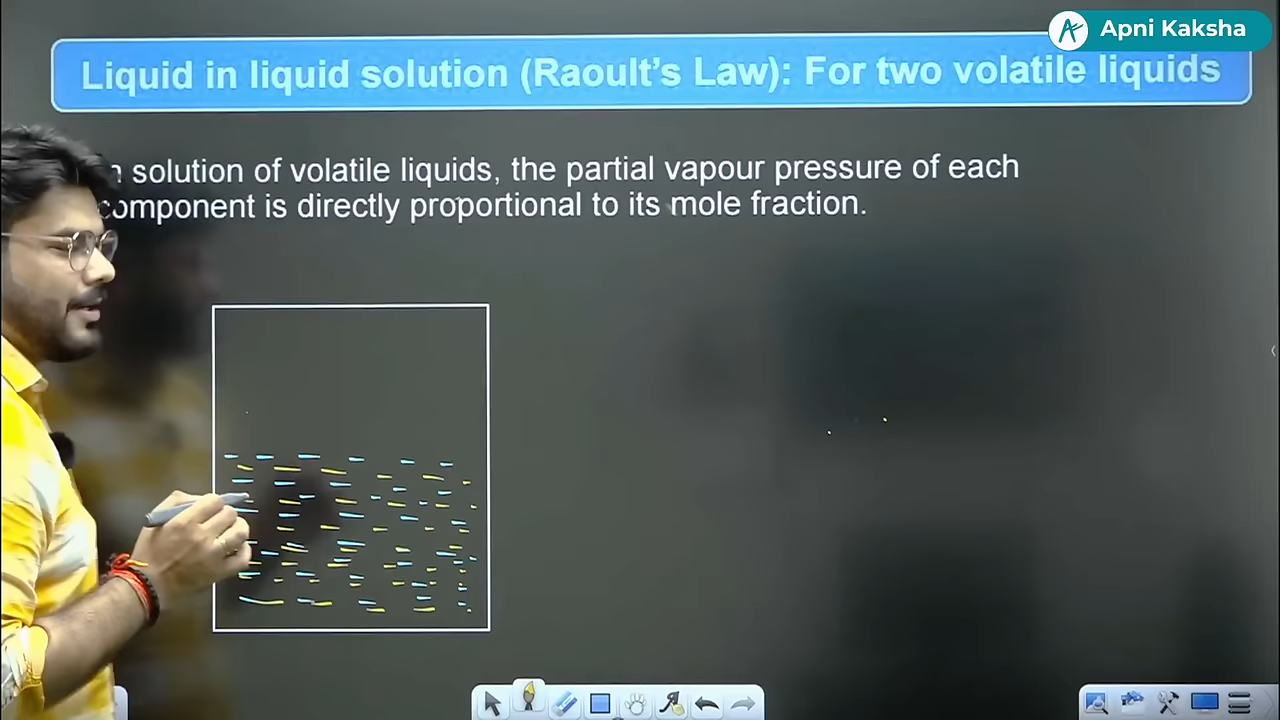 Apni Kaksha
Liquid in liquid solution (Raoult's Law): For two volatile liquids
solution of volatile liquids, the partial vapour pressure of each
component is directly proportional to its mole fraction.